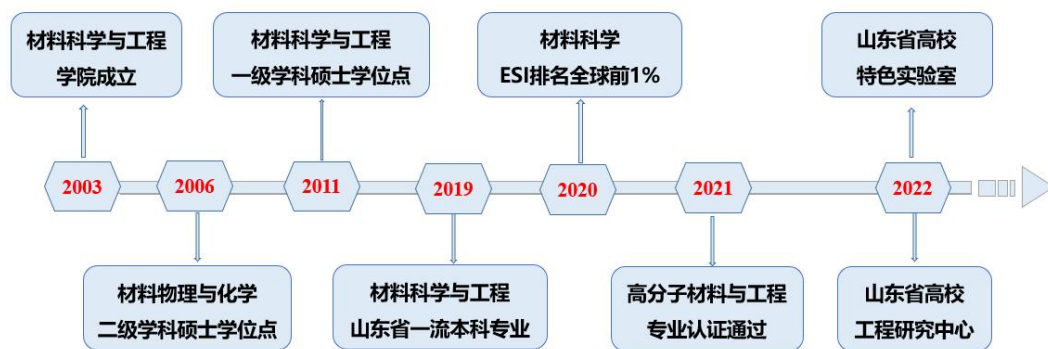 材料科学与工程
学院成立
材料科学与工程
一级学科硕士学位点
材料科学
ESI排名全球前1%
山东省高校
特色实验室
2003
2006
2011
2019
2020
2021
2022
材料物理与化学
二级学科硕士学位点
材料科学与工程
山东省一流本科专业
高分子材料与工程
专业认证通过
山东省高校
工程研究中心